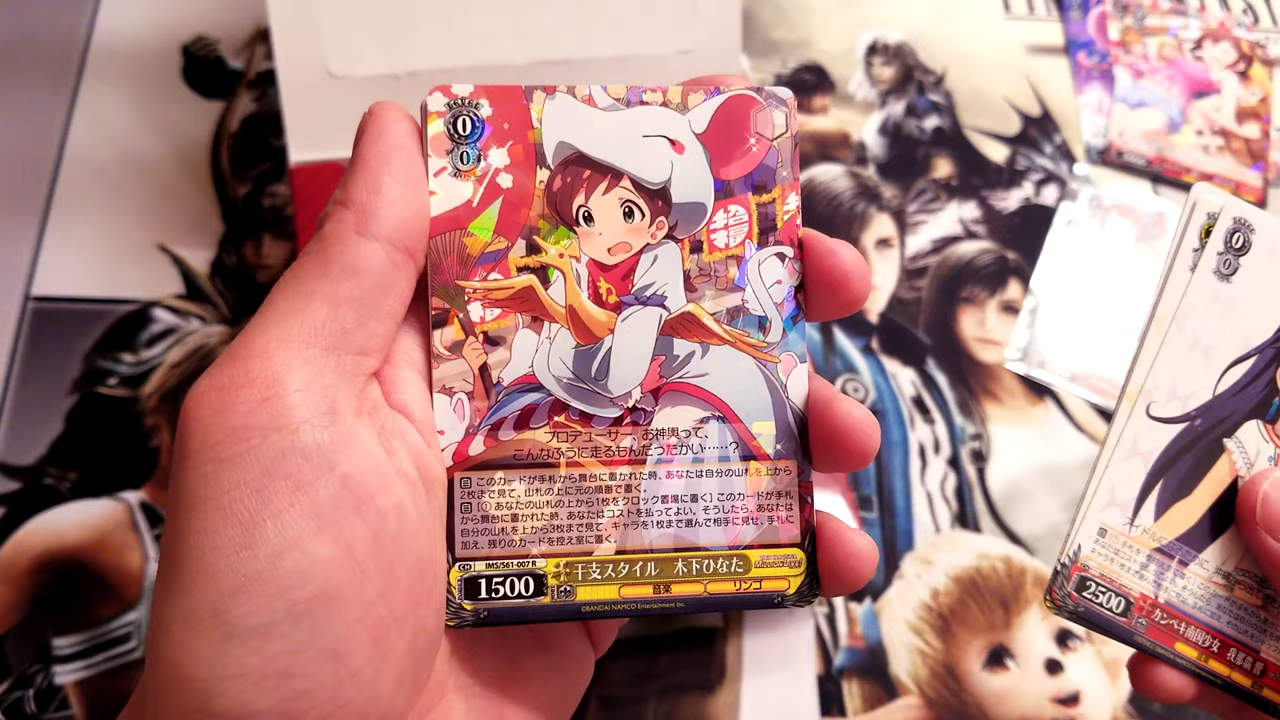 0
0
招福
プロデューサー、お神輿って、
こんなふうに走るもんだったかい……?
自 このカードが手札から舞台に置かれた時、あなたは自分の山札を上から
2枚まで見て、山札の上に元の順番で置く。
自 [① あなたの山札の上から1枚をクロック置場に置く] このカードが手札
から舞台に置かれた時、あなたはコストを払ってよい。そうしたら、あなたは
自分の山札を上から3枚まで見て、キャラを1枚まで選んで相手に見せ、手札に
加え、残りのカードを控え室に置く。
CH IMS/S61-007 R
1500
干支スタイル 木下ひなた
MILLION LIVE!
音楽
リンゴ
©BANDAI NAMCO Entertainment Inc.
0
0
2500
カンペキ南国少女 我那覇 響